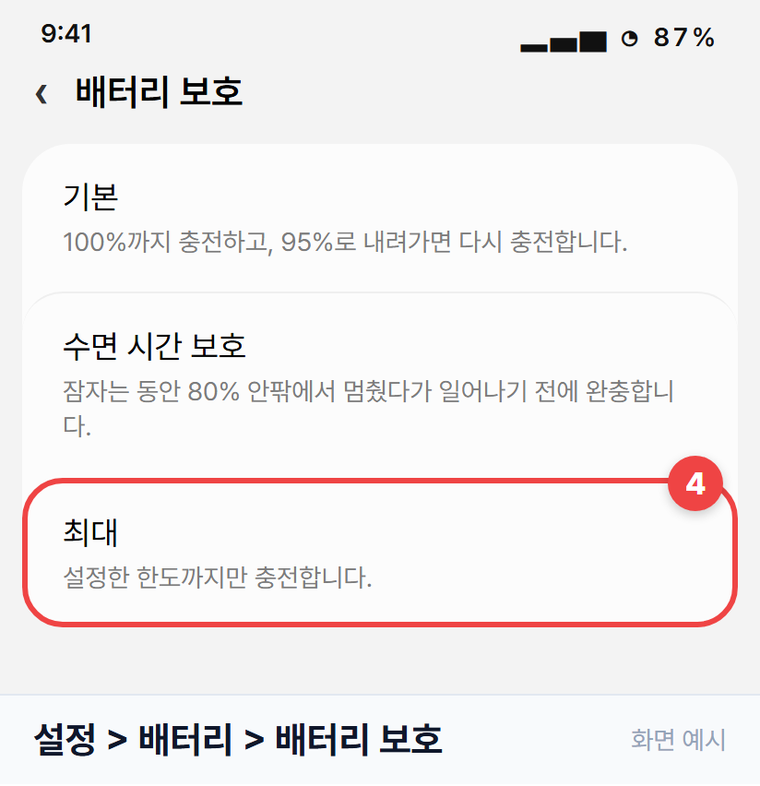 9:41
87%
‹ 배터리 보호
기본
100%까지 충전하고, 95%로 내려가면 다시 충전합니다.
수면 시간 보호
잠자는 동안 80% 안팎에서 멈췄다가 일어나기 전에 완충합니
다.
4
최대
설정한 한도까지만 충전합니다.
설정 > 배터리 > 배터리 보호
화면 예시